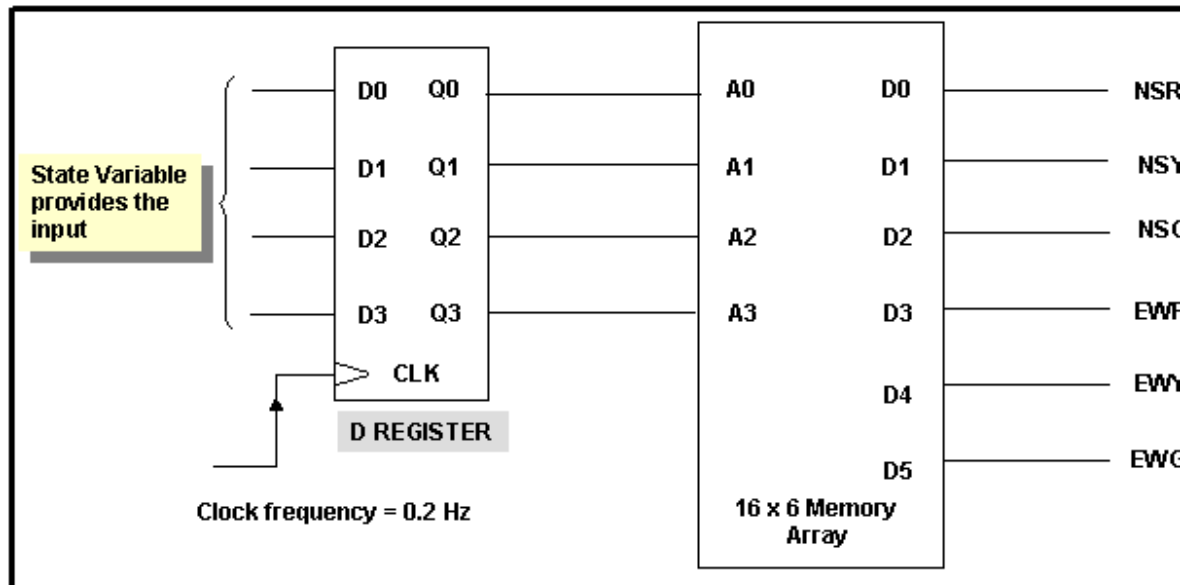 State Variable
provides the
input
D0 Q0
D1 Q1
D2 Q2
D3 Q3
CLK
D REGISTER
Clock frequency = 0.2 Hz
A0 D0 NSR
A1 D1 NSY
A2 D2
A3 D3
D4 EWY
D5 EWG
16 x 6 Memory
Array